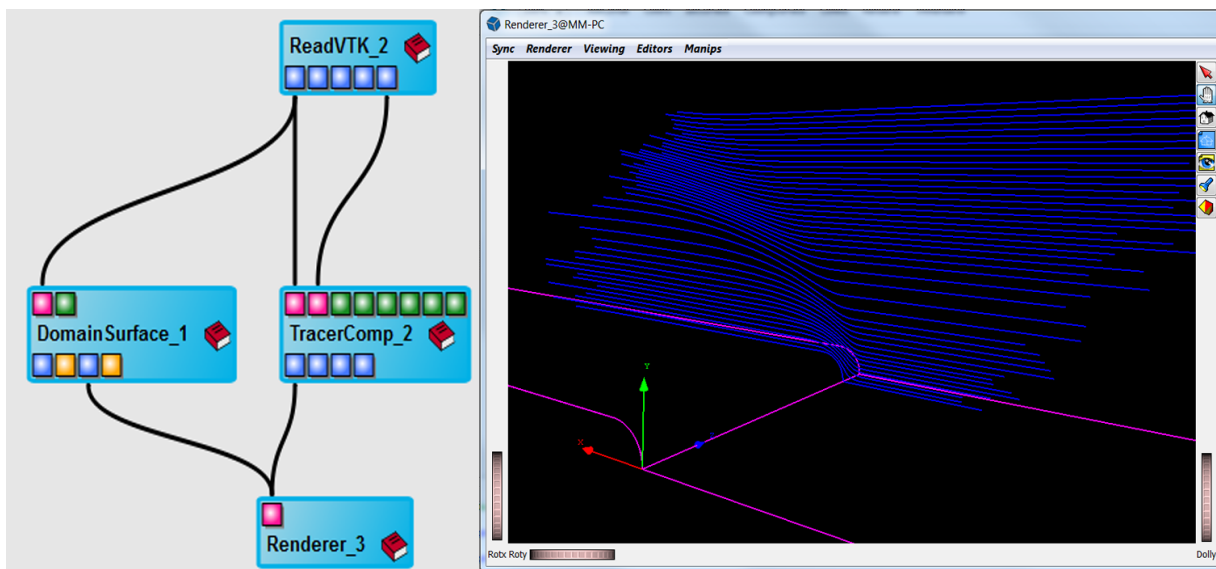 ReadVTK_2
DomainSurface_1
TracerComp_2
Renderer_3
Renderer_3@MM-PC
Sync Renderer Viewing Editors Manips
Y
X
Rotx Roty
Dolly